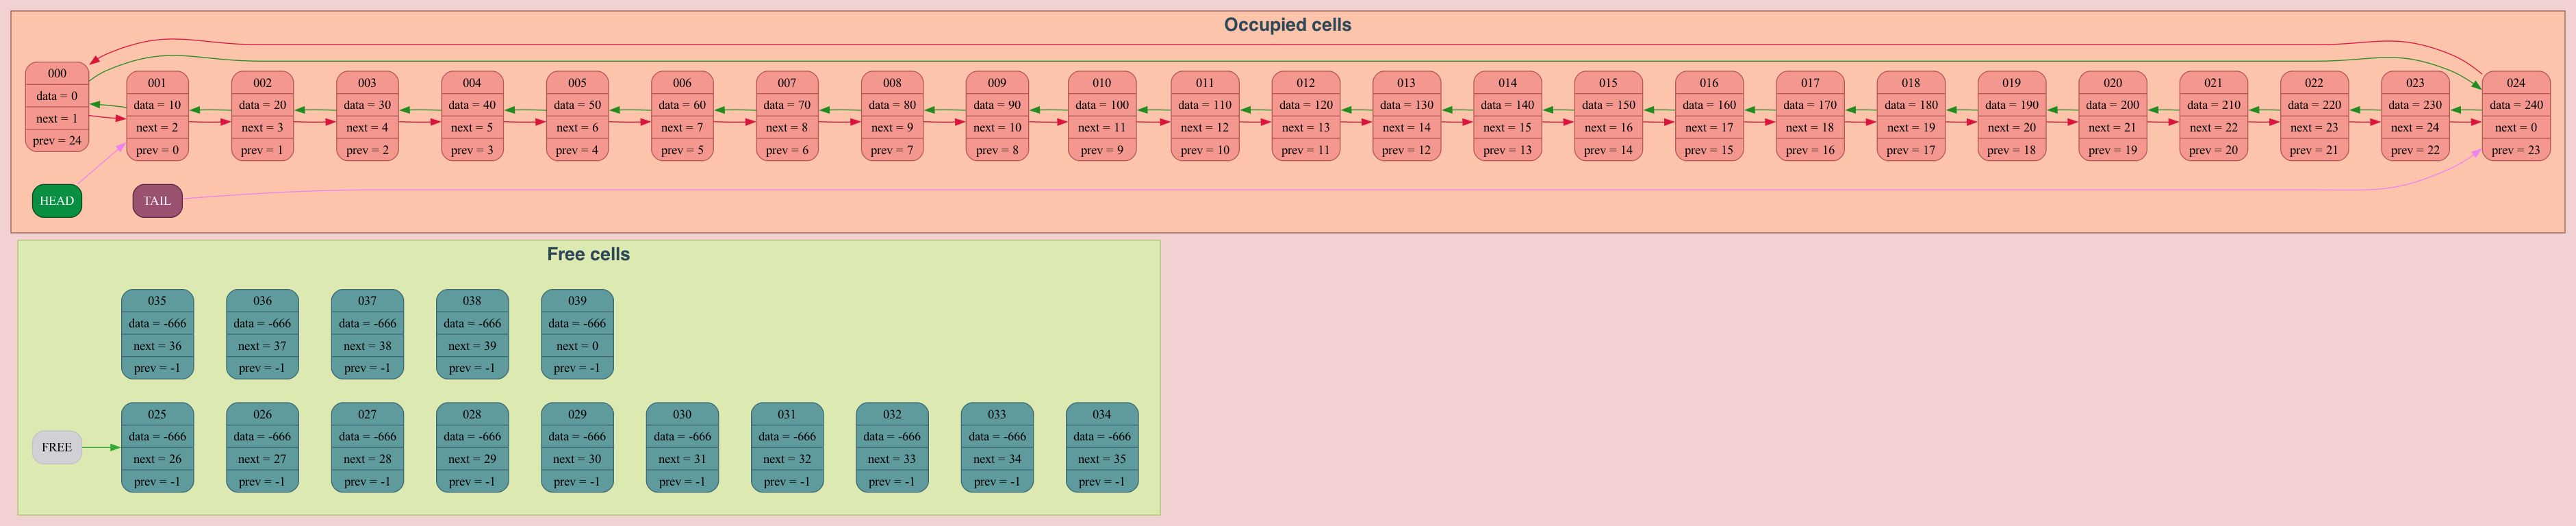 Occupied cells
000
data = 0
next = 1
prev = 24
001
data = 10
next = 2
prev = 0
002
data = 20
next = 3
prev = 1
003
data = 30
next = 4
prev = 2
004
data = 40
next = 5
prev = 3
005
data = 50
next = 6
prev = 4
006
data = 60
next = 7
prev = 5
007
data = 70
next = 8
prev = 6
008
data = 80
next = 9
prev = 7
009
data = 90
next = 10
prev = 8
010
data = 100
next = 11
prev = 9
011
data = 110
next = 12
prev = 10
012
data = 120
next = 13
prev = 11
013
data = 130
next = 14
prev = 12
014
data = 140
next = 15
prev = 13
015
data = 150
next = 16
prev = 14
016
data = 160
next = 17
prev = 15
017
data = 170
next = 18
prev = 16
018
data = 180
next = 19
prev = 17
019
data = 190
next = 20
prev = 18
020
data = 200
next = 21
prev = 19
021
data = 210
next = 22
prev = 20
022
data = 220
next = 23
prev = 21
023
data = 230
next = 24
prev = 22
024
data = 240
next = 0
prev = 23
HEAD
TAIL
Free cells
035
data = -666
next = 36
prev = -1
036
data = -666
next = 37
prev = -1
037
data = -666
next = 38
prev = -1
038
data = -666
next = 39
prev = -1
039
data = -666
next = 0
prev = -1
FREE
025
data = -666
next = 26
prev = -1
026
data = -666
next = 27
prev = -1
027
data = -666
next = 28
prev = -1
028
data = -666
next = 29
prev = -1
029
data = -666
next = 30
prev = -1
030
data = -666
next = 31
prev = -1
031
data = -666
next = 32
prev = -1
032
data = -666
next = 33
prev = -1
033
data = -666
next = 34
prev = -1
034
data = -666
next = 35
prev = -1